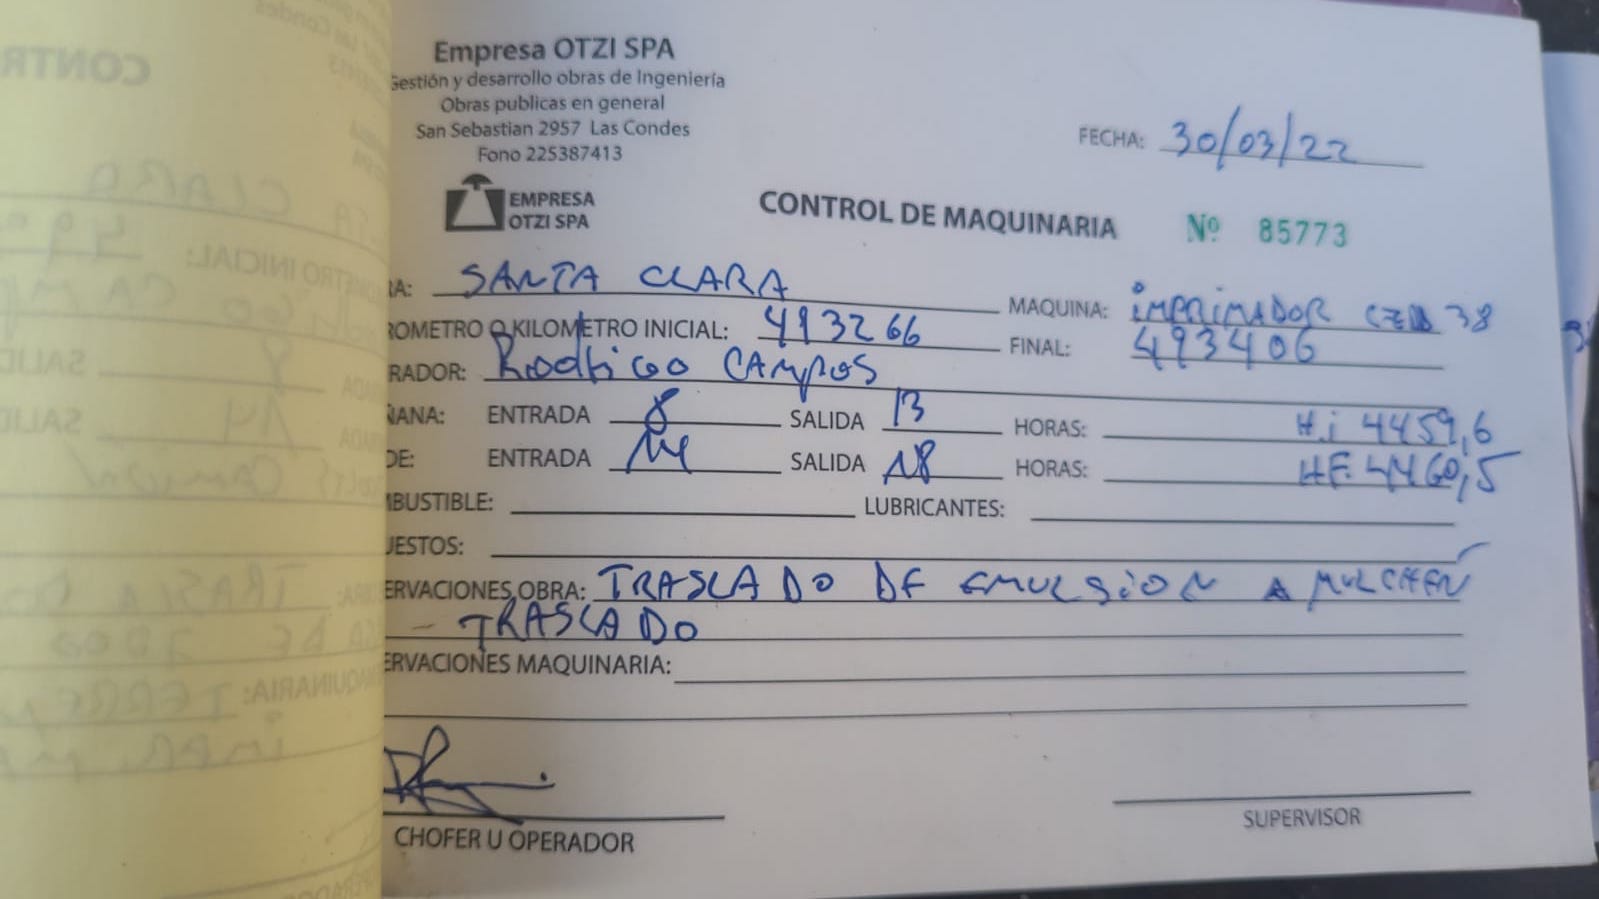 Empresa OTZI SPA
Gestión y desarrollo obras de Ingeniería
Obras publicas en general
San Sebastian 2957 Las Condes
Fono 225387413
FECHA: 30/03/22
EMPRESA
OTZI SPA
CONTROL DE MAQUINARIA Nº 85773
RA: SANTA CLARA
MAQUINA: iMPRIMADOR 38
ROMETRO O KILOMETRO INICIAL: 493266
FINAL: 493406
RADOR: Rodrigo CAMPOS
ÑANA: ENTRADA 8 SALIDA 13 HORAS: H.i 4459,6
DE: ENTRADA 14 SALIDA 18 HORAS: HF. 4460,5
BUSTIBLE: LUBRICANTES:
UESTOS:
ERVACIONES OBRA: TRASLADO DE EMULSION A MULCHEN
- TRASLADO
ERVACIONES MAQUINARIA:
CHOFER U OPERADOR
SUPERVISOR